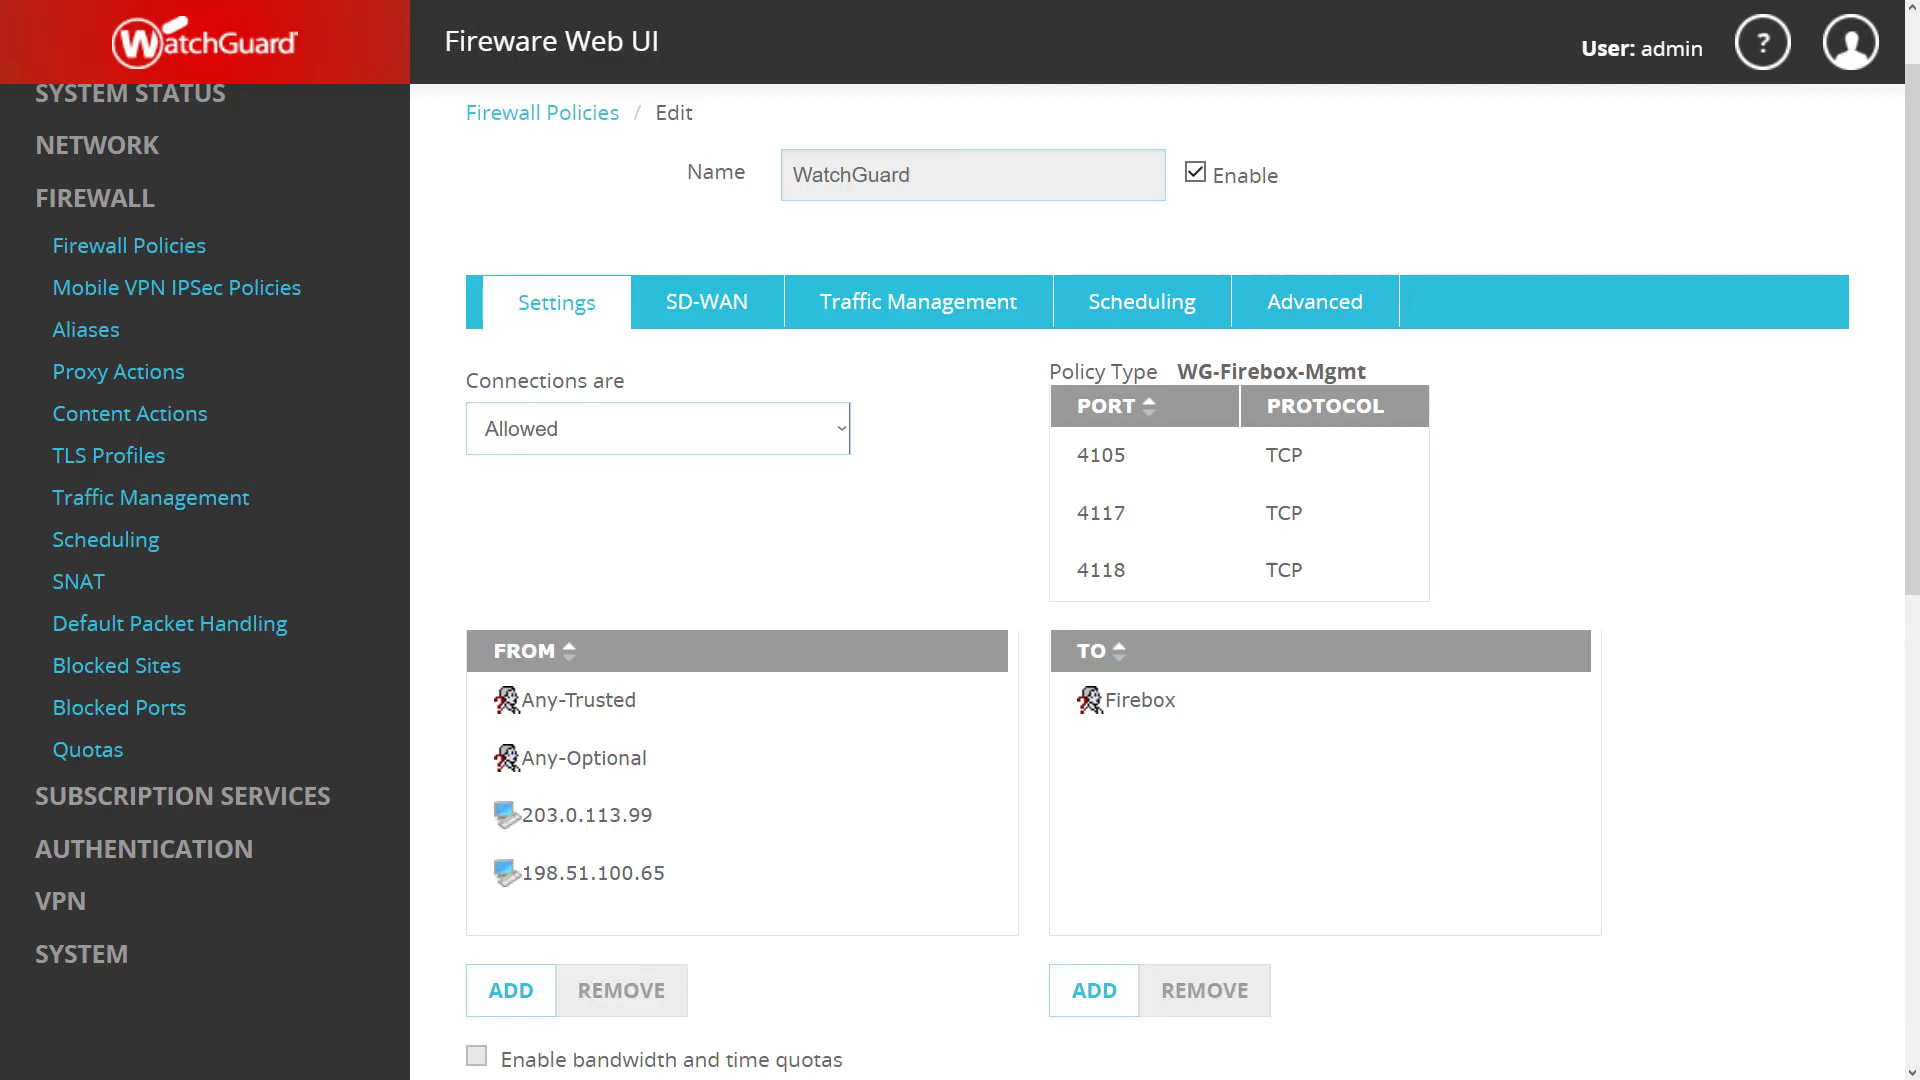 WatchGuard
Fireware Web UI
User: admin
?
SYSTEM STATUS
NETWORK
FIREWALL
Firewall Policies
Mobile VPN IPSec Policies
Aliases
Proxy Actions
Content Actions
TLS Profiles
Traffic Management
Scheduling
SNAT
Default Packet Handling
Blocked Sites
Blocked Ports
Quotas
SUBSCRIPTION SERVICES
AUTHENTICATION
VPN
SYSTEM
Firewall Policies / Edit
Name WatchGuard Enable
Settings SD-WAN Traffic Management Scheduling Advanced
Connections are
Allowed
Policy Type WG-Firebox-Mgmt
PORT PROTOCOL
4105 TCP
4117 TCP
4118 TCP
FROM
Any-Trusted
Any-Optional
203.0.113.99
198.51.100.65
ADD REMOVE
TO
Firebox
ADD REMOVE
Enable bandwidth and time quotas